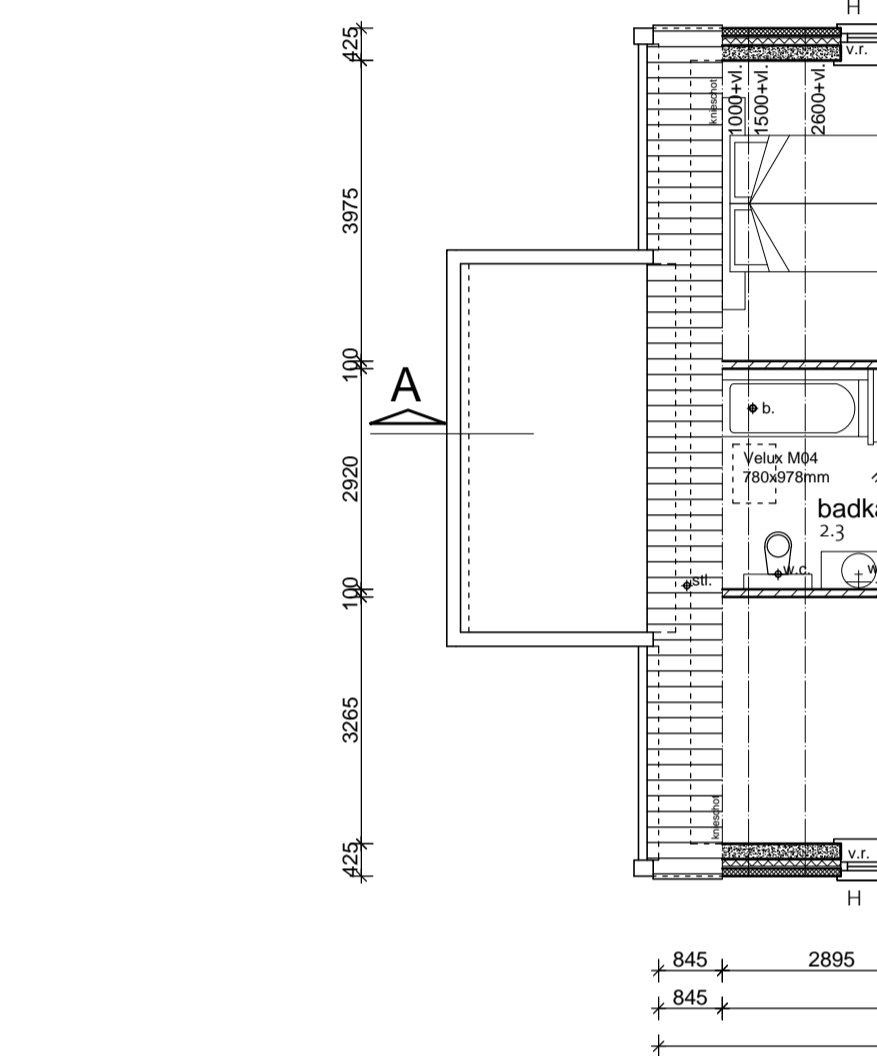 H
v.r.
425
knieschot
1000+vl.
1500+vl.
2600+vl.
3975
100
A
b.
Velux M04
780x978mm
2920
badka
2.3
w.c.
w
stl.
100
3265
knieschot
425
v.r.
H
845
2895
845